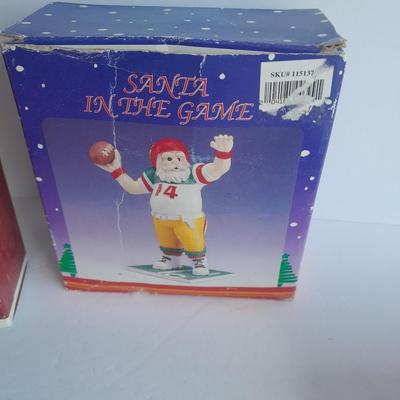 SANTA
IN THE GAME
SKU# 115137
14